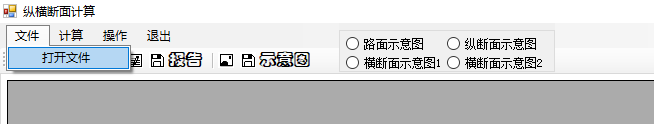 纵横断面计算
文件 计算 操作 退出
打开文件
报告 示意图
路面示意图 纵断面示意图
横断面示意图1 横断面示意图2